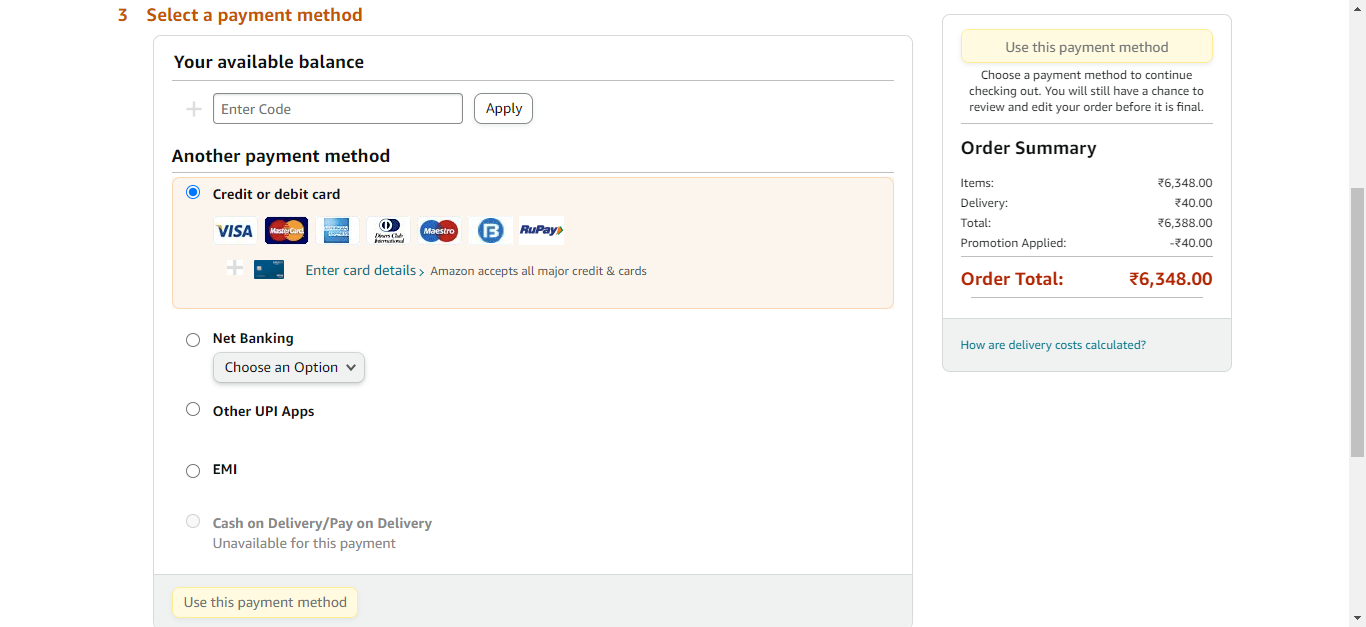 3 Select a payment method
Your available balance
Enter Code
Apply
Another payment method
Credit or debit card
VISA
MasterCard
AMERICAN EXPRESS
Diners Club International
Maestro
RuPay
Enter card details › Amazon accepts all major credit & cards
Net Banking
Choose an Option
Other UPI Apps
EMI
Cash on Delivery/Pay on Delivery
Unavailable for this payment
Use this payment method
Use this payment method
Choose a payment method to continue
checking out. You will still have a chance to
review and edit your order before it is final.
Order Summary
Items: ₹6,348.00
Delivery: ₹40.00
Total: ₹6,388.00
Promotion Applied: -₹40.00
Order Total: ₹6,348.00
How are delivery costs calculated?